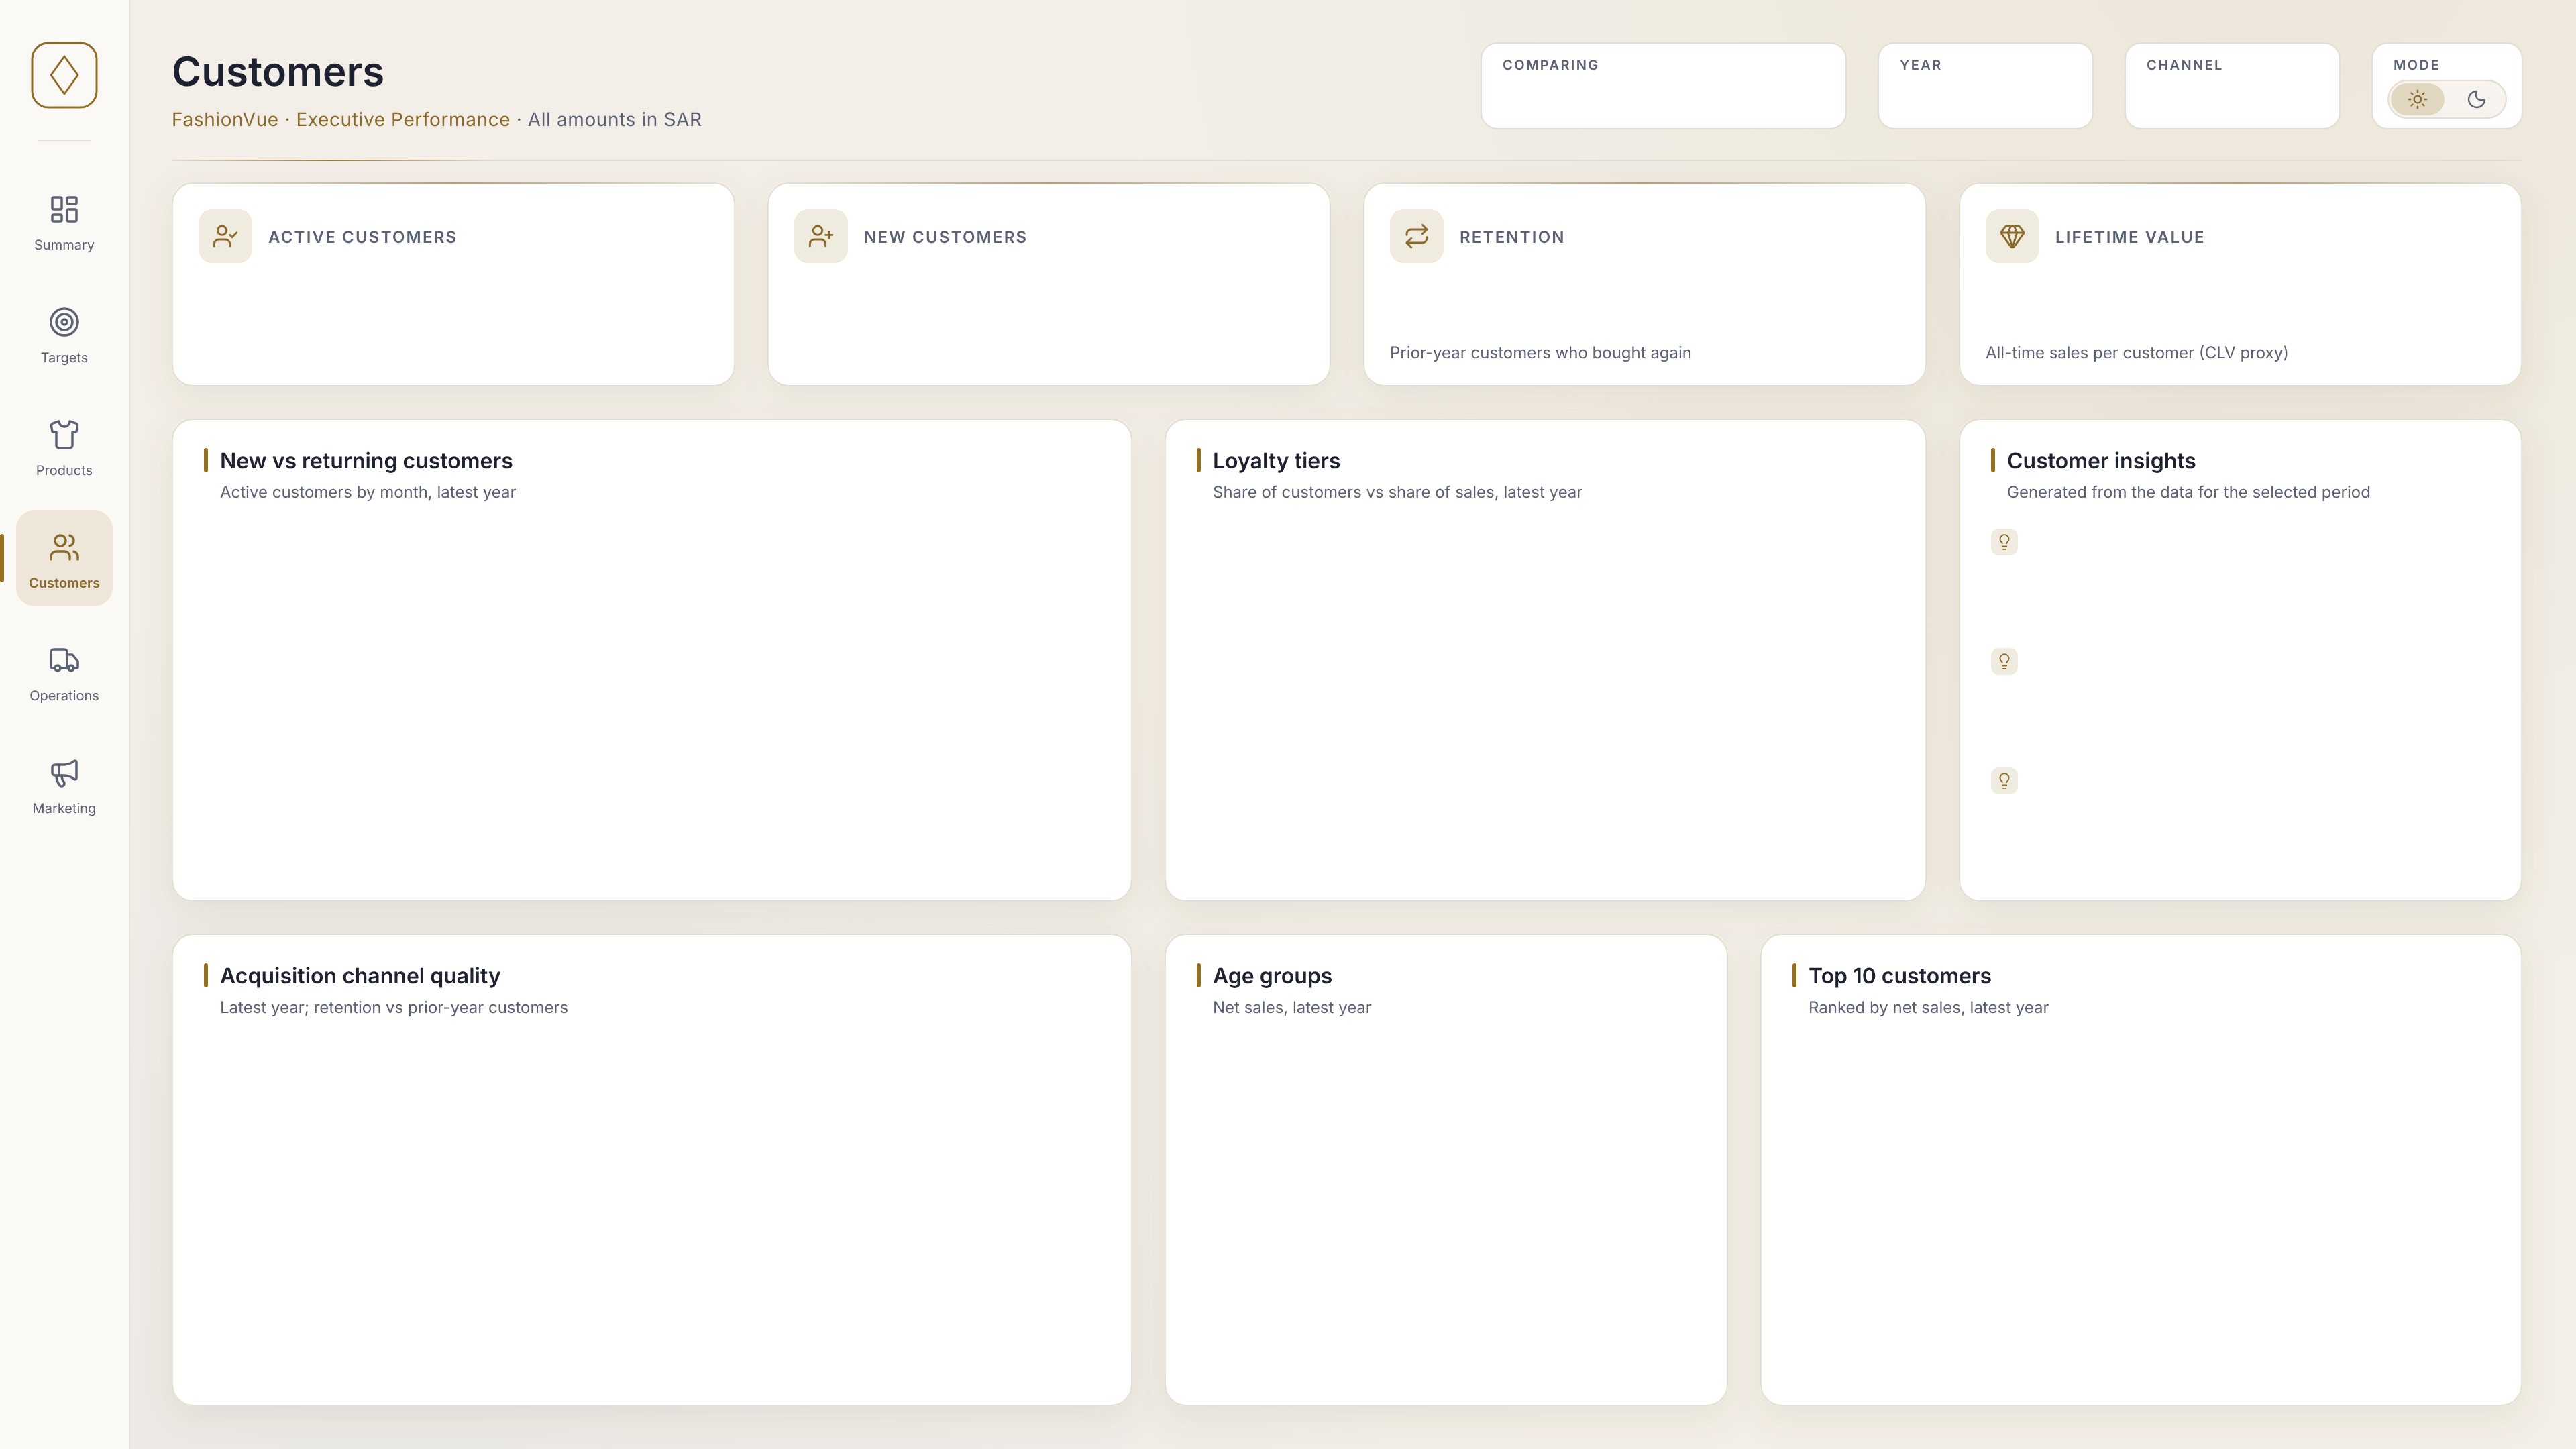 Customers
FashionVue · Executive Performance · All amounts in SAR
COMPARING
YEAR
CHANNEL
MODE
Summary
Targets
Products
Customers
Operations
Marketing
ACTIVE CUSTOMERS
NEW CUSTOMERS
RETENTION
Prior-year customers who bought again
LIFETIME VALUE
All-time sales per customer (CLV proxy)
New vs returning customers
Active customers by month, latest year
Loyalty tiers
Share of customers vs share of sales, latest year
Customer insights
Generated from the data for the selected period
Acquisition channel quality
Latest year; retention vs prior-year customers
Age groups
Net sales, latest year
Top 10 customers
Ranked by net sales, latest year